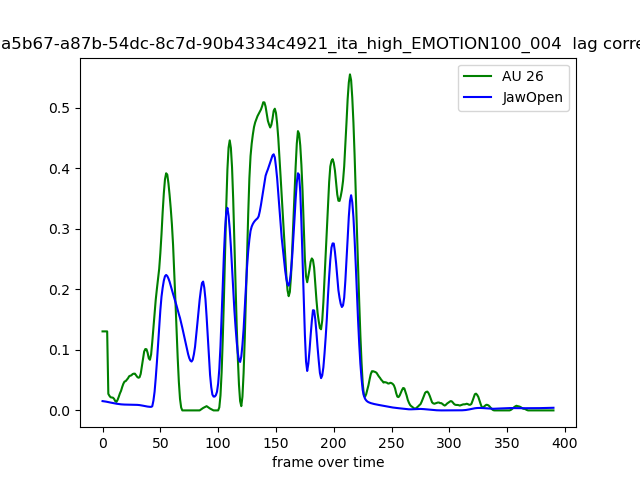 a5b67-a87b-54dc-8c7d-90b4334c4921_ita_high_EMOTION100_004 lag corre
AU 26
JawOpen
0.5
0.4
0.3
0.2
0.1
0.0
0 50 100 150 200 250 300 350 400
frame over time